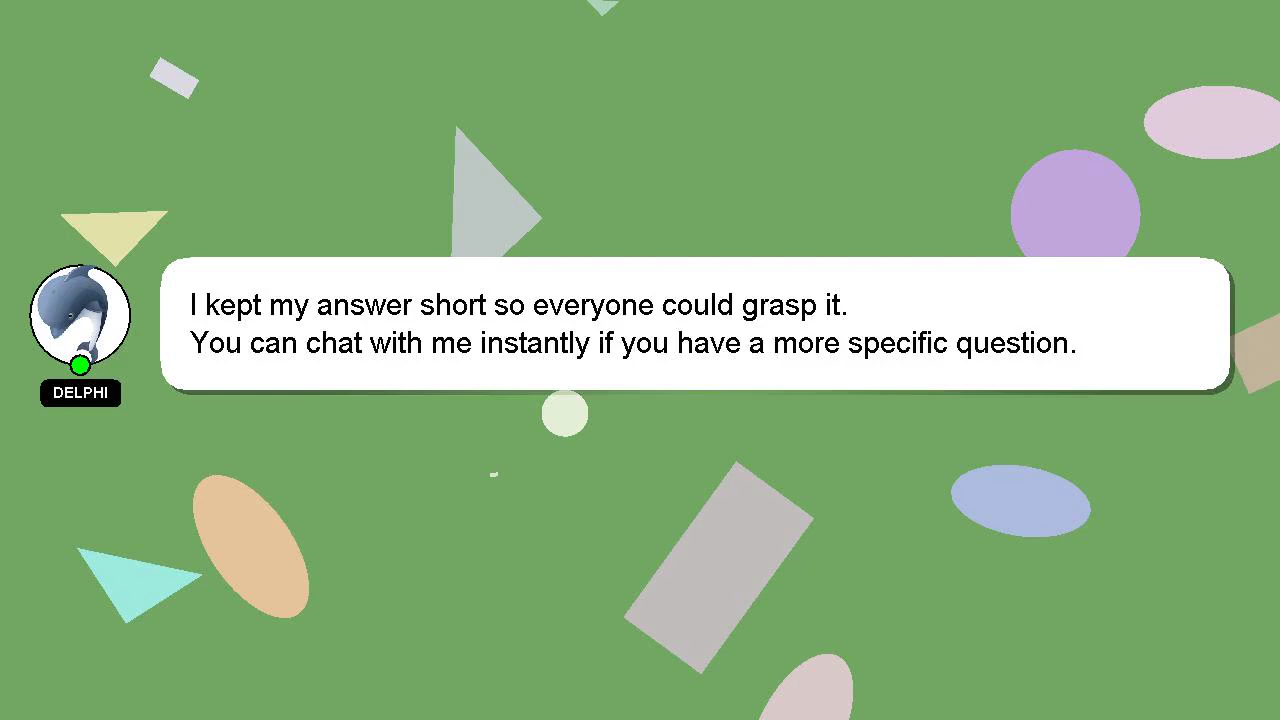 I kept my answer short so everyone could grasp it.
You can chat with me instantly if you have a more specific question.
DELPHI